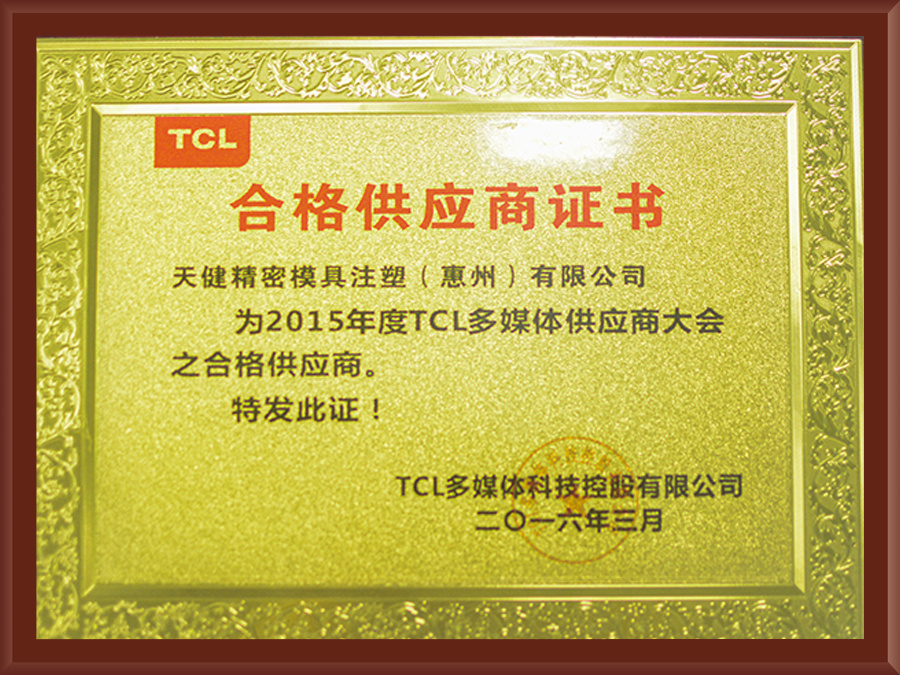 TCL
合格供应商证书
天健精密模具注塑（惠州）有限公司
为2015年度TCL多媒体供应商大会
之合格供应商。
特发此证！
TCL多媒体科技控股有限公司
二〇一六年三月